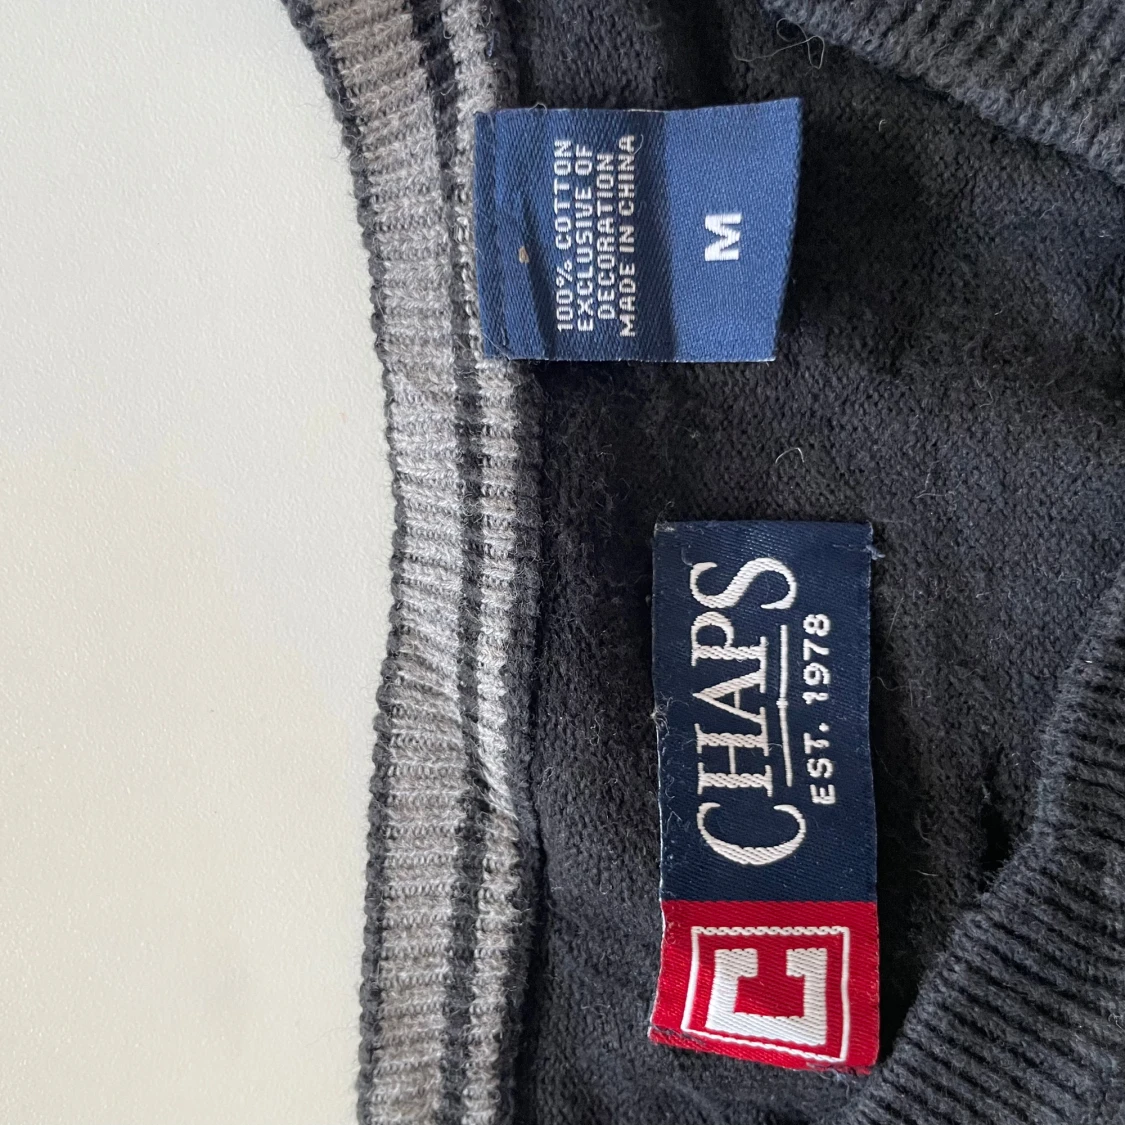 100% COTTON
EXCLUSIVE OF
DECORATION
MADE IN CHINA
M
C CHAPS
EST. 1978